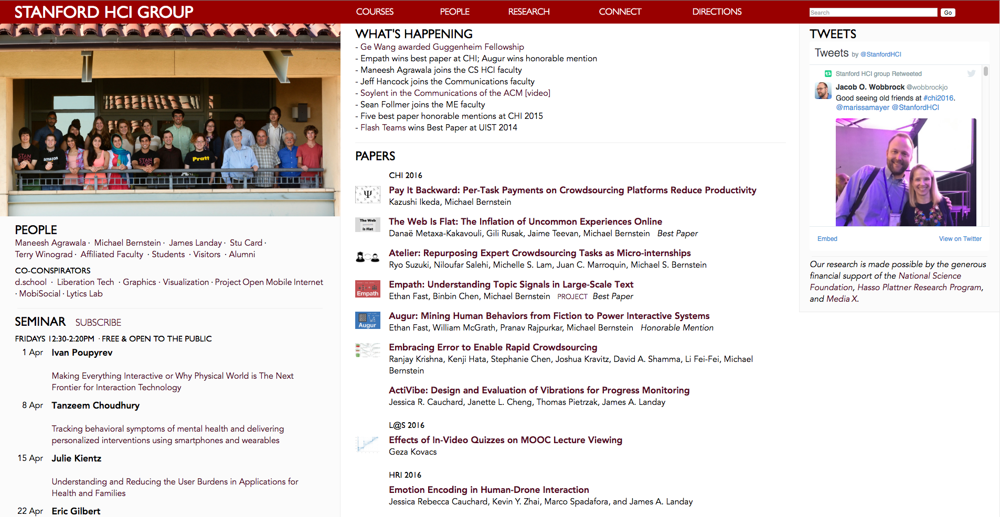 STANFORD HCI GROUP
COURSES
PEOPLE
RESEARCH
CONNECT
DIRECTIONS
Search
Go
STAN
amazon
STAN
Pratt
PEOPLE
Maneesh Agrawala · Michael Bernstein · James Landay · Stu Card ·
Terry Winograd · Affiliated Faculty · Students · Visitors · Alumni
CO-CONSPIRATORS
d.school · Liberation Tech · Graphics · Visualization · Project Open Mobile Internet
· MobiSocial · Lytics Lab
SEMINAR SUBSCRIBE
FRIDAYS 12:30-2:20PM · FREE & OPEN TO THE PUBLIC
1 Apr Ivan Poupyrev
Making Everything Interactive or Why Physical World is The Next
Frontier for Interaction Technology
8 Apr Tanzeem Choudhury
Tracking behavioral symptoms of mental health and delivering
personalized interventions using smartphones and wearables
15 Apr Julie Kientz
Understanding and Reducing the User Burdens in Applications for
Health and Families
22 Apr Eric Gilbert
WHAT'S HAPPENING
- Ge Wang awarded Guggenheim Fellowship
- Empath wins best paper at CHI; Augur wins honorable mention
- Maneesh Agrawala joins the CS HCI faculty
- Jeff Hancock joins the Communications faculty
- Soylent in the Communications of the ACM [video]
- Sean Follmer joins the ME faculty
- Five best paper honorable mentions at CHI 2015
- Flash Teams wins Best Paper at UIST 2014
PAPERS
CHI 2016
Pay It Backward: Per-Task Payments on Crowdsourcing Platforms Reduce Productivity
Kazushi Ikeda, Michael Bernstein
The Web
is Flat
The Web Is Flat: The Inflation of Uncommon Experiences Online
Danaë Metaxa-Kakavouli, Gili Rusak, Jaime Teevan, Michael Bernstein Best Paper
Atelier: Repurposing Expert Crowdsourcing Tasks as Micro-internships
Ryo Suzuki, Niloufar Salehi, Michelle S. Lam, Juan C. Marroquin, Michael S. Bernstein
Empath
Empath: Understanding Topic Signals in Large-Scale Text
Ethan Fast, Binbin Chen, Michael Bernstein PROJECT Best Paper
Augur
Augur: Mining Human Behaviors from Fiction to Power Interactive Systems
Ethan Fast, William McGrath, Pranav Rajpurkar, Michael Bernstein Honorable Mention
Embracing Error to Enable Rapid Crowdsourcing
Ranjay Krishna, Kenji Hata, Stephanie Chen, Joshua Kravitz, David A. Shamma, Li Fei-Fei, Michael
Bernstein
ActiVibe: Design and Evaluation of Vibrations for Progress Monitoring
Jessica R. Cauchard, Janette L. Cheng, Thomas Pietrzak, James A. Landay
L@S 2016
Effects of In-Video Quizzes on MOOC Lecture Viewing
Geza Kovacs
HRI 2016
Emotion Encoding in Human-Drone Interaction
Jessica Rebecca Cauchard, Kevin Y. Zhai, Marco Spadafora, and James A. Landay
TWEETS
Tweets by @StanfordHCI
Stanford HCI group Retweeted
Jacob O. Wobbrock @wobbrockjo
Good seeing old friends at #chi2016.
@marissamayer @StanfordHCI
Embed
View on Twitter
Our research is made possible by the generous
financial support of the National Science
Foundation, Hasso Plattner Research Program,
and Media X.